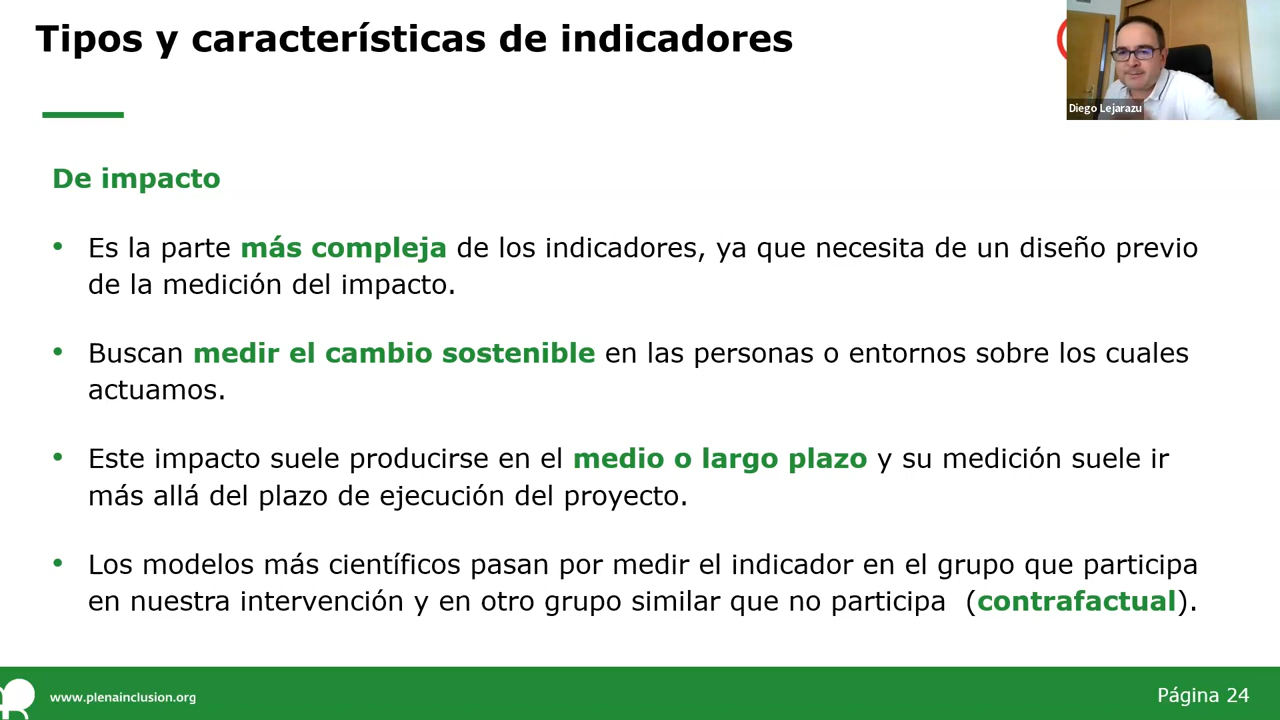 Tipos y características de indicadores
Diego Lejarazu
De impacto
• Es la parte más compleja de los indicadores, ya que necesita de un diseño previo
de la medición del impacto.
• Buscan medir el cambio sostenible en las personas o entornos sobre los cuales
actuamos.
• Este impacto suele producirse en el medio o largo plazo y su medición suele ir
más allá del plazo de ejecución del proyecto.
• Los modelos más científicos pasan por medir el indicador en el grupo que participa
en nuestra intervención y en otro grupo similar que no participa (contrafactual).
www.plenainclusion.org
Página 24